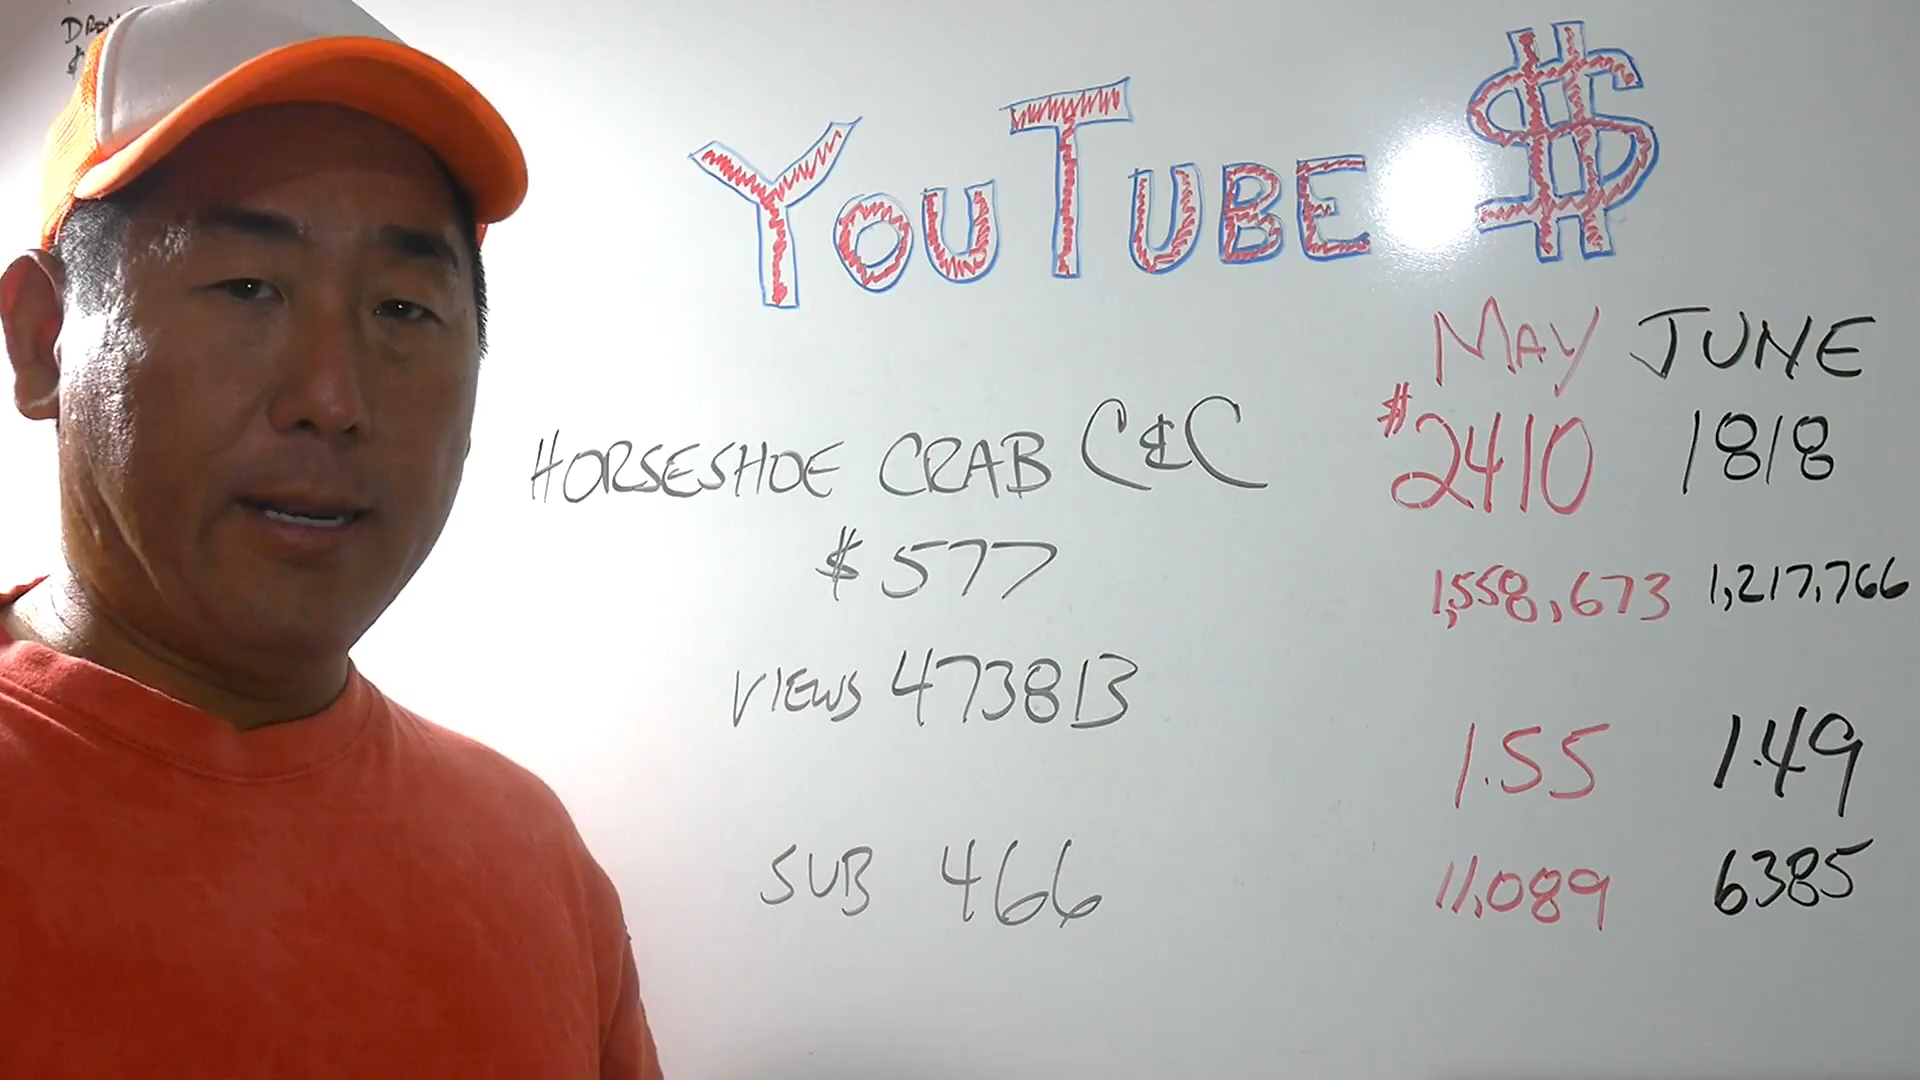 YOUTUBE $
MAY JUNE
$2410 1818
HORSESHOE CRAB C&C
$577
1,558,673 1,217,766
VIEWS 473813
1.55 1.49
SUB 466
11,089 6385